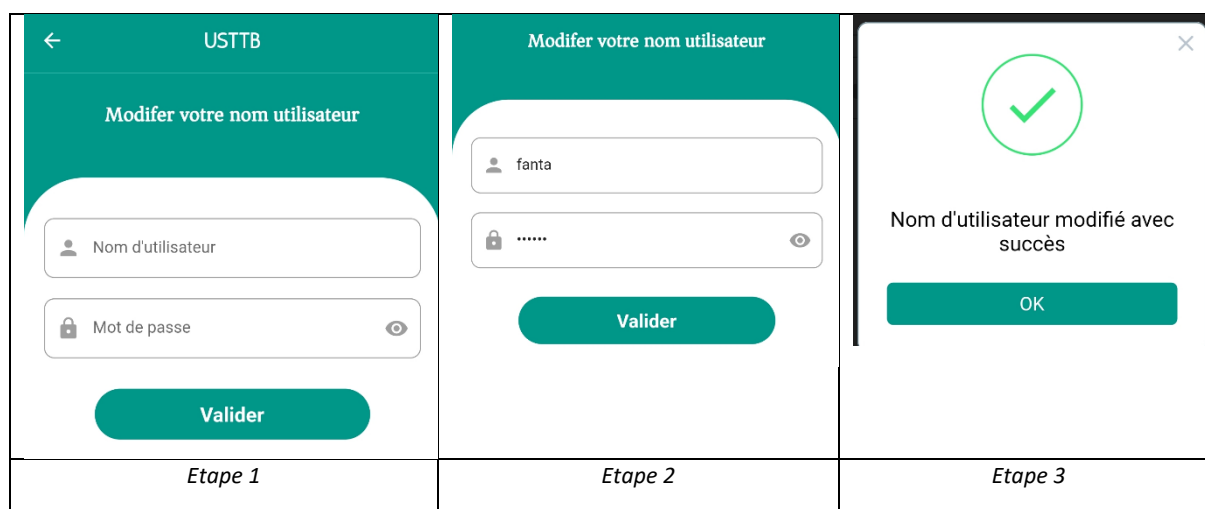 USTTB
Modifer votre nom utilisateur
Nom d'utilisateur
Mot de passe
Valider
Etape 1
Modifer votre nom utilisateur
fanta
••••••
Valider
Etape 2
Nom d'utilisateur modifié avec
succès
OK
Etape 3